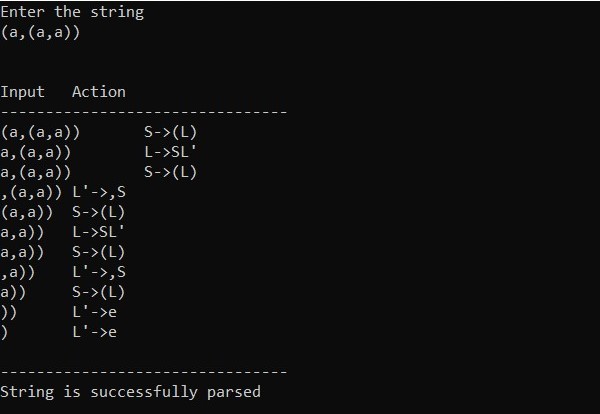 Enter the string
(a,(a,a))
Input Action
--------------------------------
(a,(a,a)) S->(L)
a,(a,a)) L->SL'
a,(a,a)) S->(L)
,(a,a)) L'->,S
(a,a)) S->(L)
a,a)) L->SL'
a,a)) S->(L)
,a)) L'->,S
a)) S->(L)
)) L'->e
) L'->e
--------------------------------
String is successfully parsed